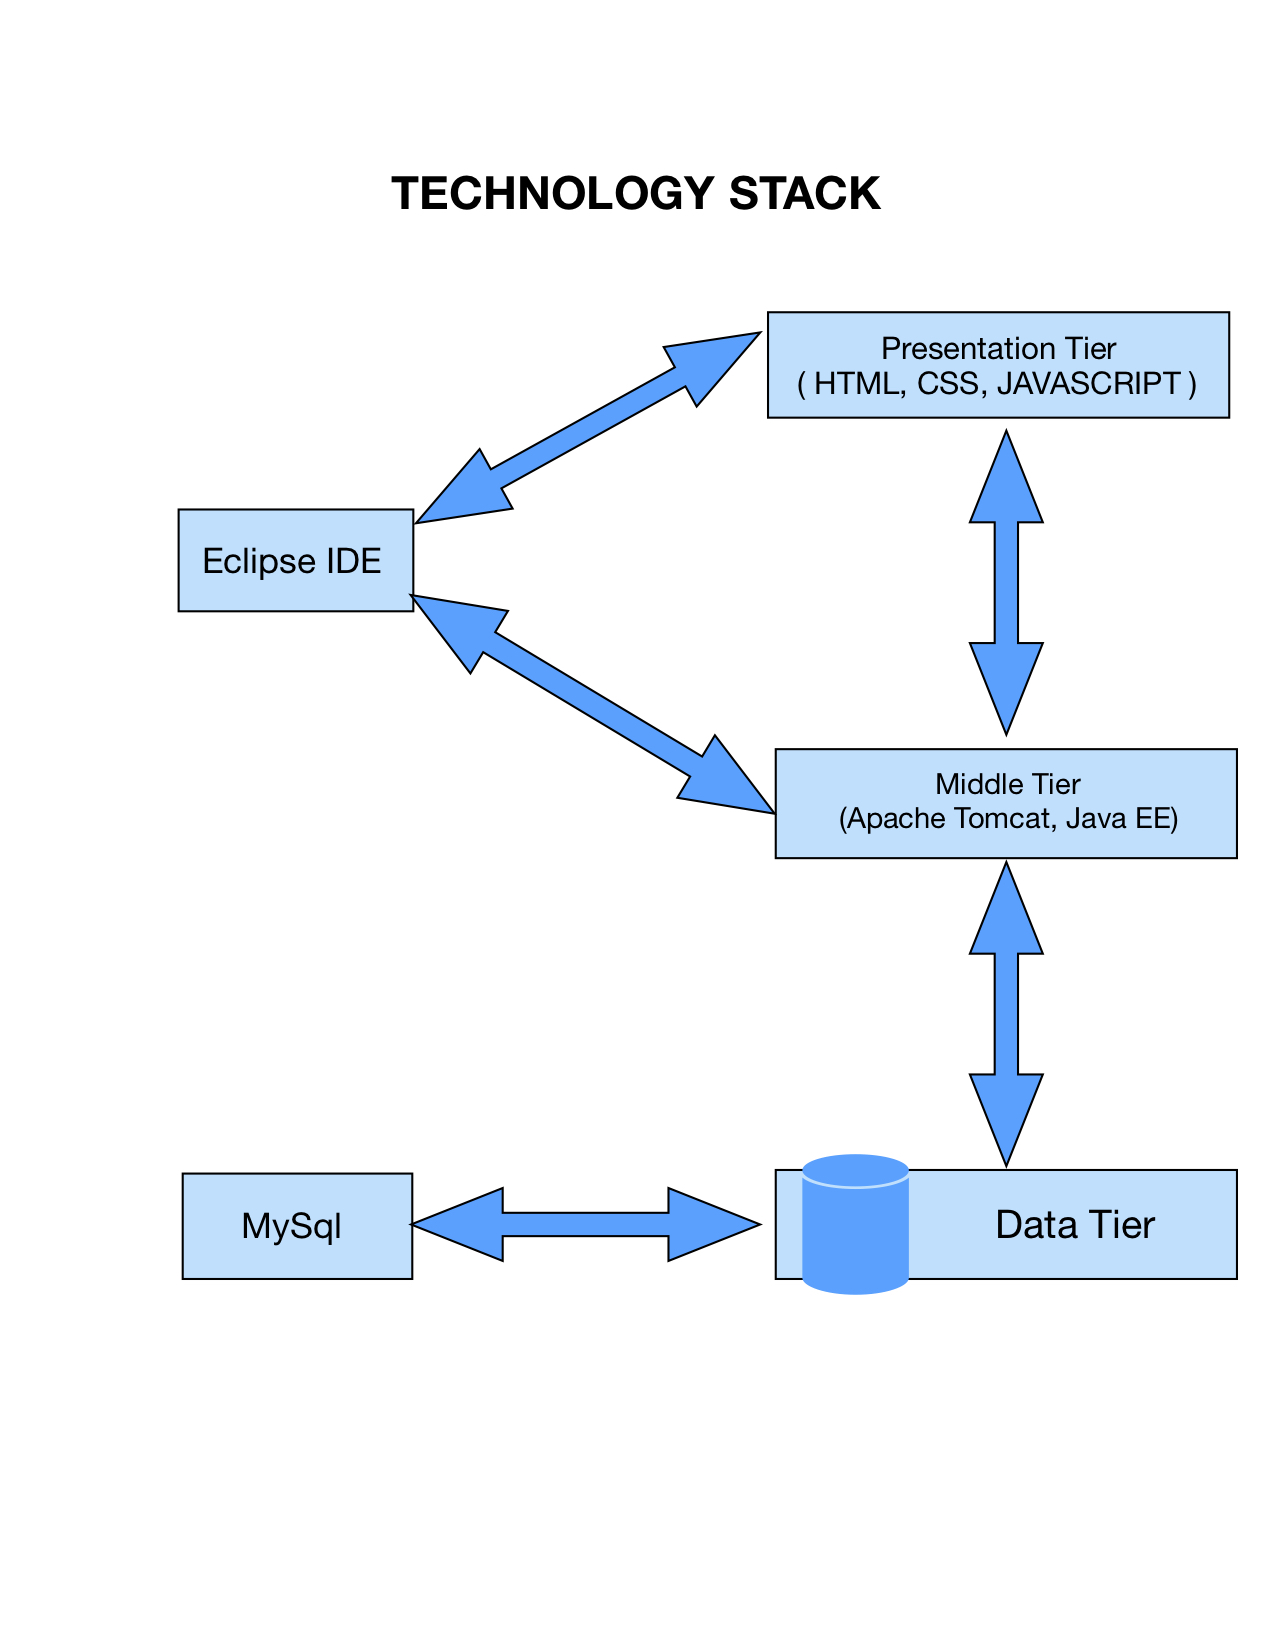 TECHNOLOGY STACK
Presentation Tier
( HTML, CSS, JAVASCRIPT )
Eclipse IDE
Middle Tier
(Apache Tomcat, Java EE)
MySql
Data Tier